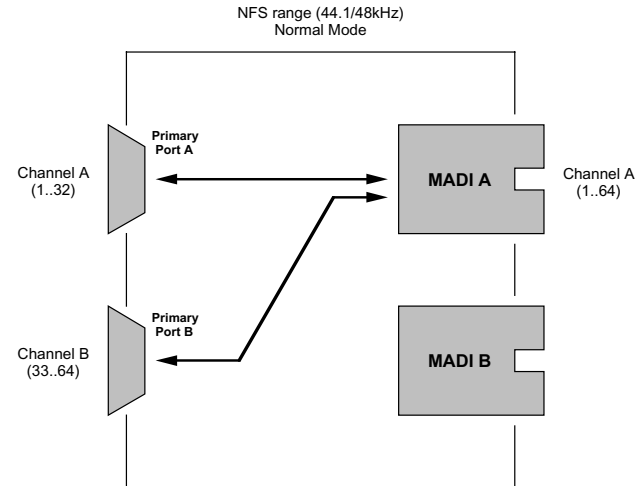 NFS range (44.1/48kHz)
Normal Mode
Primary
Port A
Channel A
(1..32)
MADI A
Channel A
(1..64)
Primary
Port B
Channel B
(33..64)
MADI B